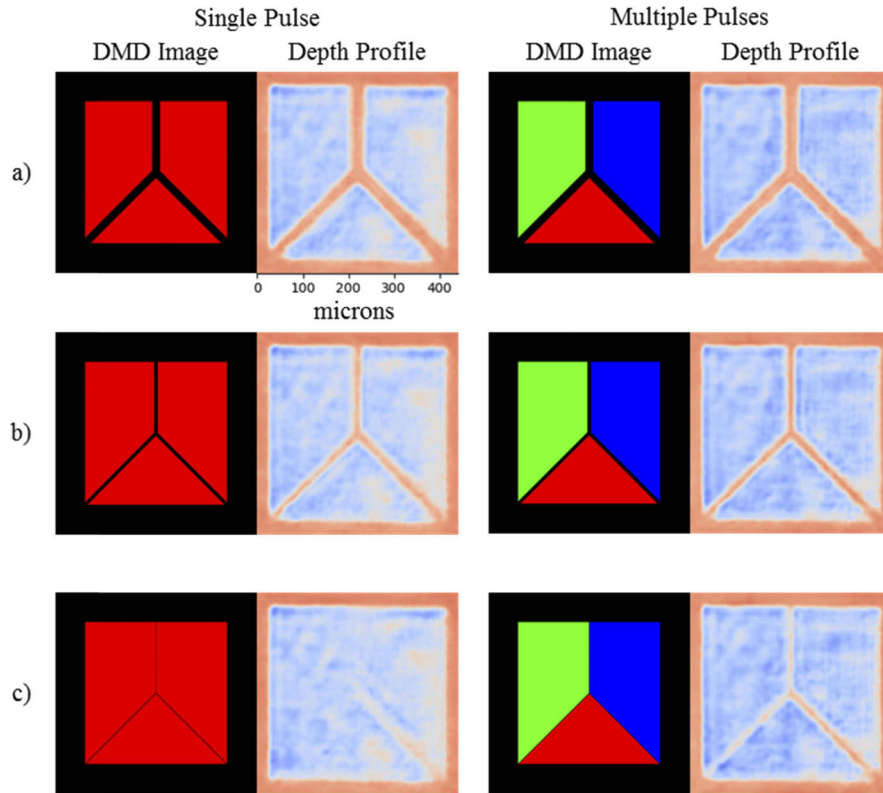 Single Pulse
Multiple Pulses
DMD Image
Depth Profile
DMD Image
Depth Profile
a)
0 100 200 300 400
microns
b)
c)